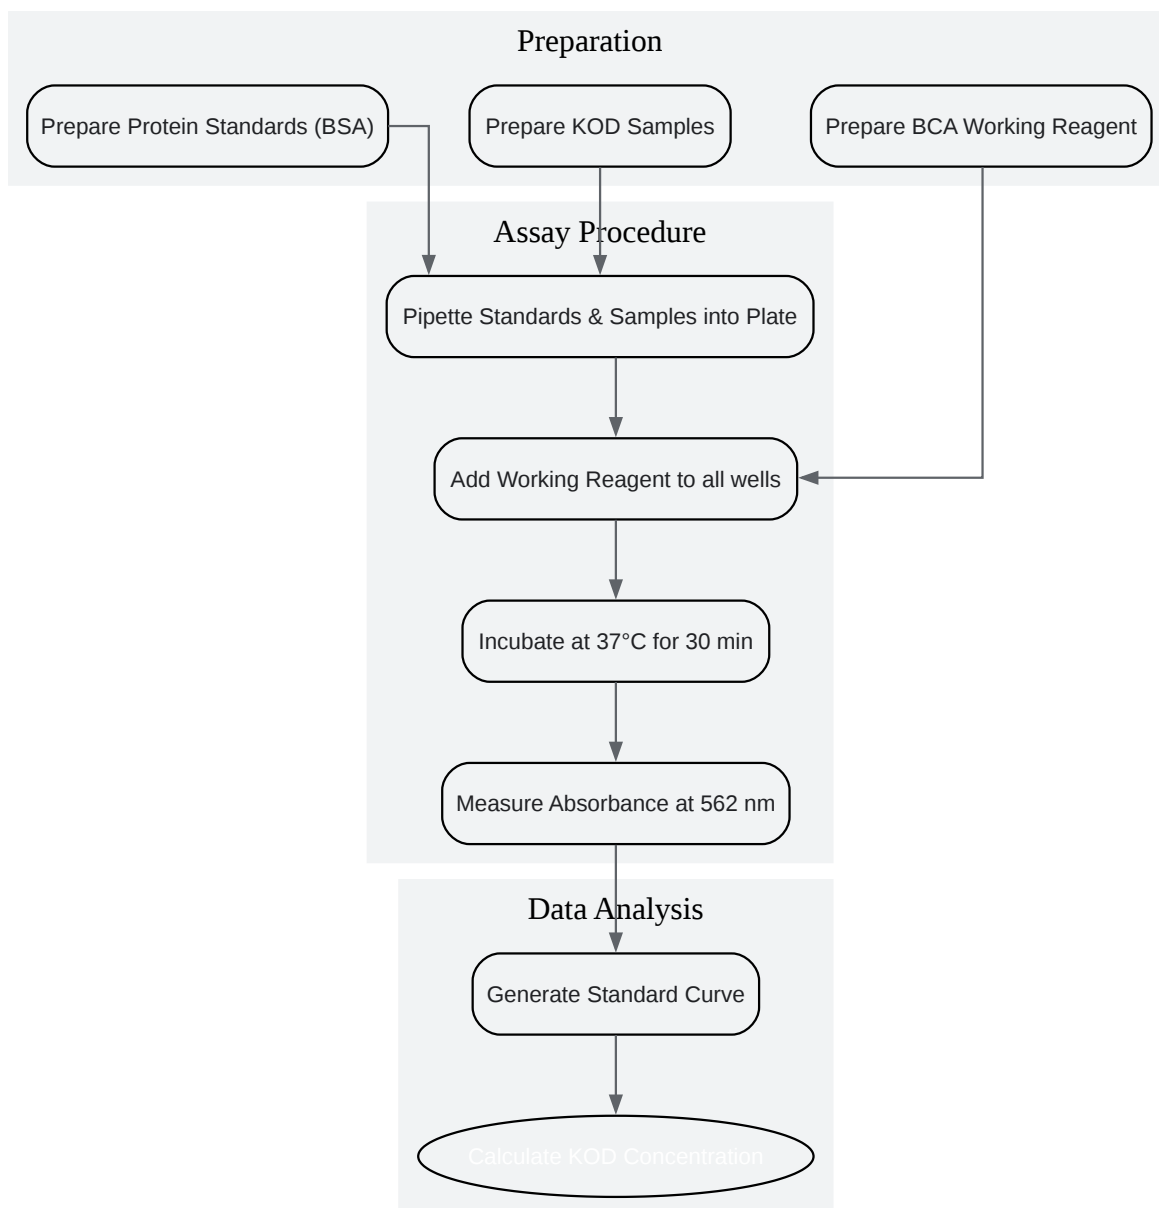 Preparation
Prepare Protein Standards (BSA)
Prepare KOD Samples
Prepare BCA Working Reagent
Assay Procedure
Pipette Standards & Samples into Plate
Add Working Reagent to all wells
Incubate at 37°C for 30 min
Measure Absorbance at 562 nm
Data Analysis
Generate Standard Curve
Calculate KOD Concentration